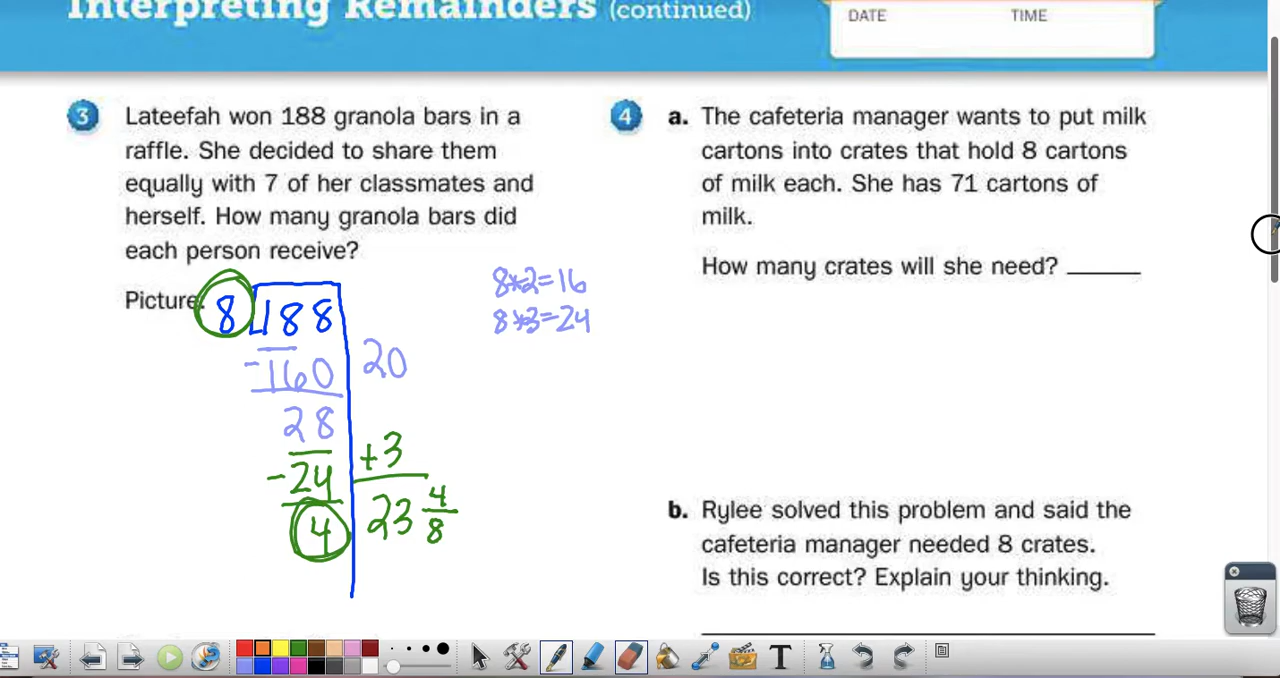 Interpreting Remainders (continued)
DATE TIME
3 Lateefah won 188 granola bars in a
raffle. She decided to share them
equally with 7 of her classmates and
herself. How many granola bars did
each person receive?
Picture:
8 188
-160 20
28
-24 +3
4 23 4/8
8*2=16
8*3=24
4 a. The cafeteria manager wants to put milk
cartons into crates that hold 8 cartons
of milk each. She has 71 cartons of
milk.
How many crates will she need?
b. Rylee solved this problem and said the
cafeteria manager needed 8 crates.
Is this correct? Explain your thinking.
T